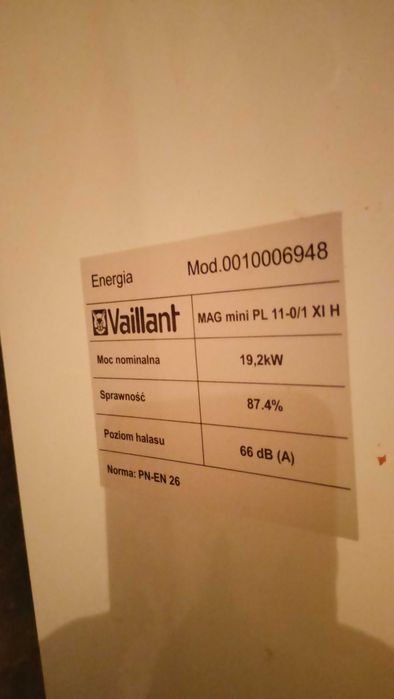 Energia Mod.0010006948
Vaillant MAG mini PL 11-0/1 XI H
Moc nominalna 19,2kW
Sprawność 87.4%
Poziom halasu 66 dB (A)
Norma: PN-EN 26